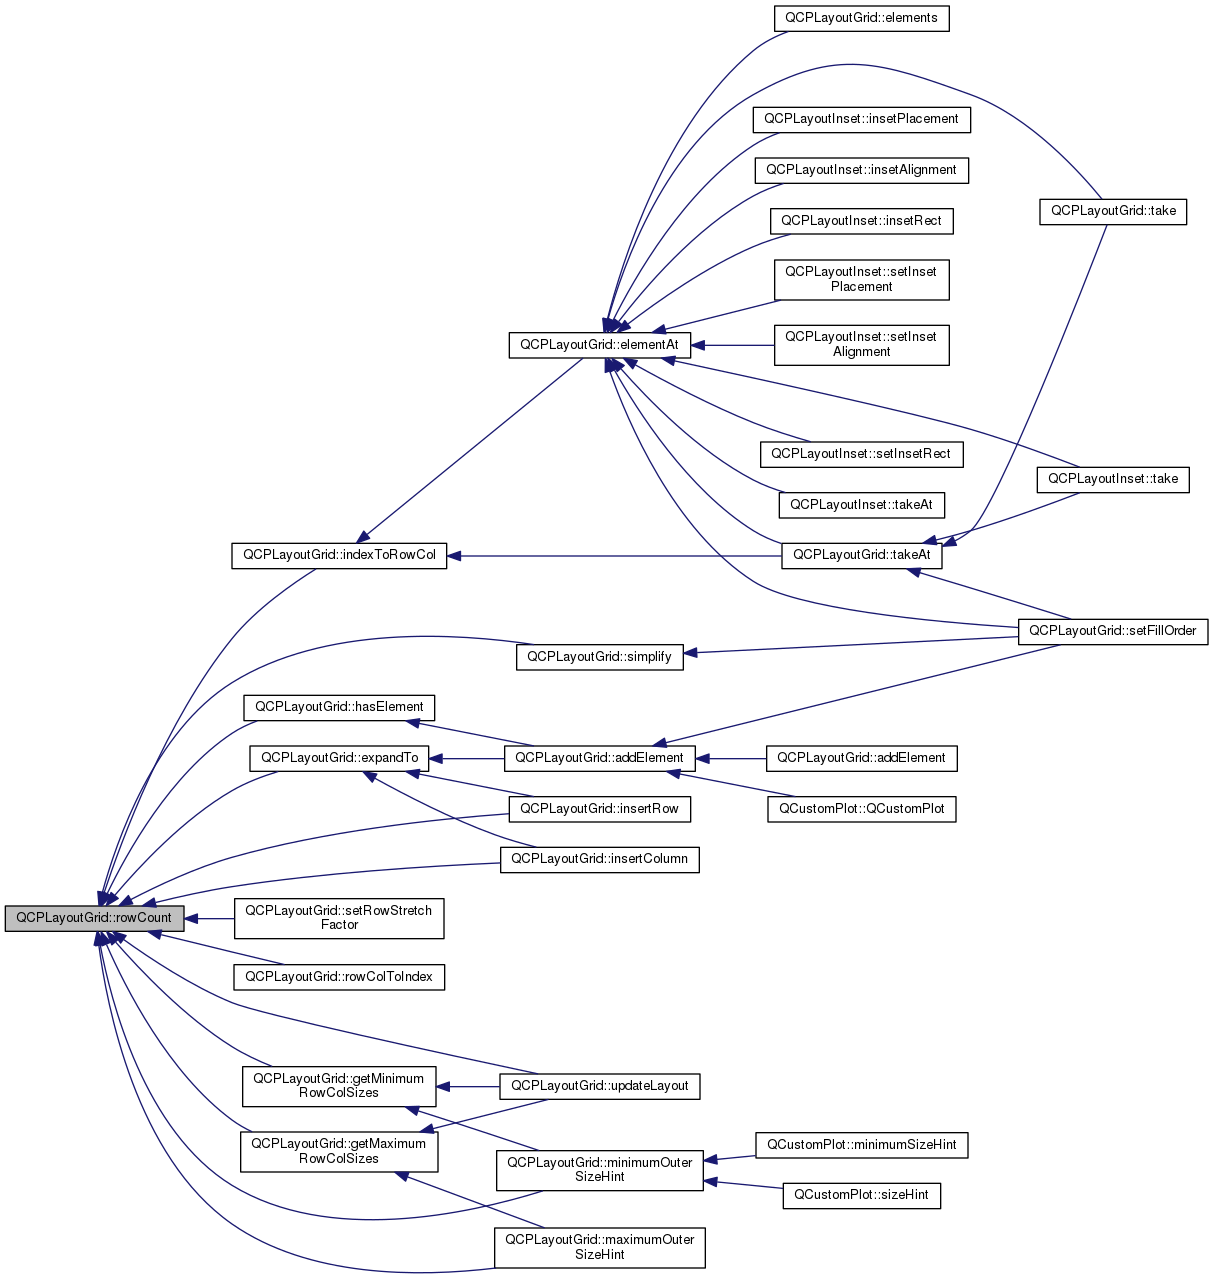 QCPLayoutGrid::elements
QCPLayoutInset::insetPlacement
QCPLayoutInset::insetAlignment
QCPLayoutGrid::take
QCPLayoutInset::insetRect
QCPLayoutInset::setInset
Placement
QCPLayoutGrid::elementAt
QCPLayoutInset::setInset
Alignment
QCPLayoutInset::setInsetRect
QCPLayoutInset::take
QCPLayoutInset::takeAt
QCPLayoutGrid::indexToRowCol
QCPLayoutGrid::takeAt
QCPLayoutGrid::setFillOrder
QCPLayoutGrid::simplify
QCPLayoutGrid::hasElement
QCPLayoutGrid::expandTo
QCPLayoutGrid::addElement
QCPLayoutGrid::addElement
QCPLayoutGrid::insertRow
QCustomPlot::QCustomPlot
QCPLayoutGrid::insertColumn
QCPLayoutGrid::rowCount
QCPLayoutGrid::setRowStretch
Factor
QCPLayoutGrid::rowColToIndex
QCPLayoutGrid::getMinimum
RowColSizes
QCPLayoutGrid::updateLayout
QCPLayoutGrid::getMaximum
RowColSizes
QCPLayoutGrid::minimumOuter
SizeHint
QCustomPlot::minimumSizeHint
QCustomPlot::sizeHint
QCPLayoutGrid::maximumOuter
SizeHint